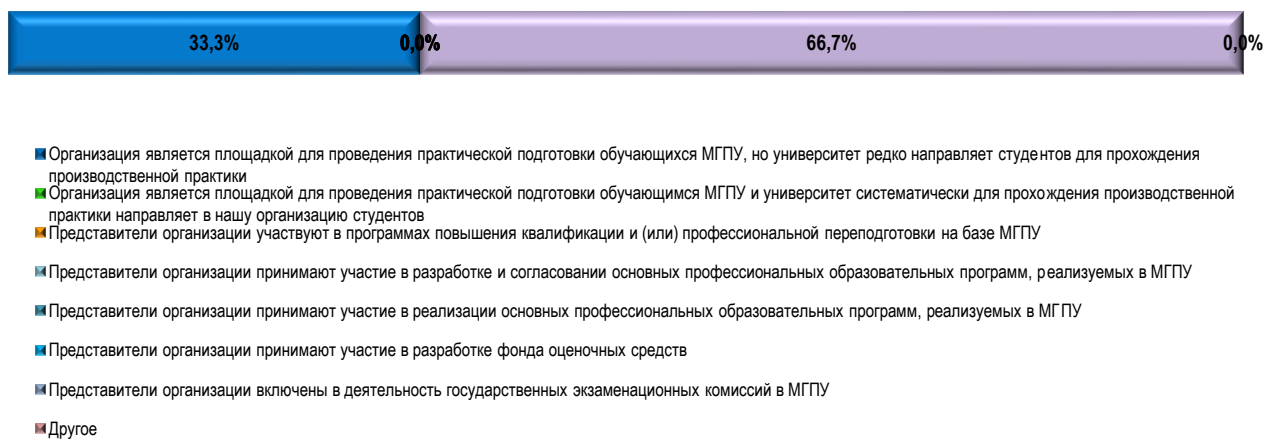 33,3% 0,0% 66,7% 0,0%
Организация является площадкой для проведения практической подготовки обучающихся МГПУ, но университет редко направляет студентов для прохождения
производственной практики
Организация является площадкой для проведения практической подготовки обучающимся МГПУ и университет систематически для прохождения производственной
практики направляет в нашу организацию студентов
Представители организации участвуют в программах повышения квалификации и (или) профессиональной переподготовки на базе МГПУ
Представители организации принимают участие в разработке и согласовании основных профессиональных образовательных программ, реализуемых в МГПУ
Представители организации принимают участие в реализации основных профессиональных образовательных программ, реализуемых в МГПУ
Представители организации принимают участие в разработке фонда оценочных средств
Представители организации включены в деятельность государственных экзаменационных комиссий в МГПУ
Другое